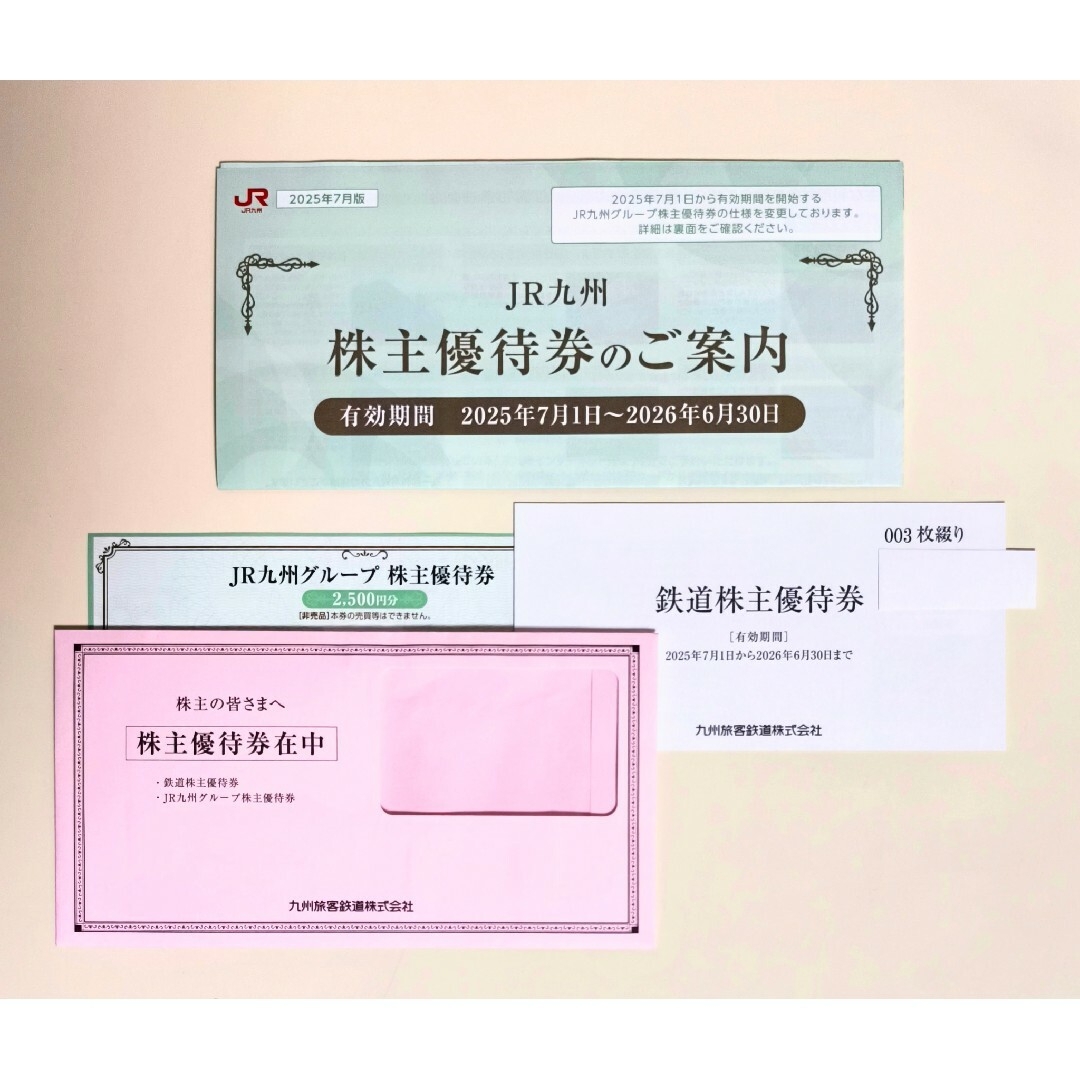 JR
JR九州
2025年7月版
2025年7月1日から有効期間を開始する
JR九州グループ株主優待券の仕様を変更しております。
詳細は裏面をご確認ください。
JR九州
株主優待券のご案内
有効期間 2025年7月1日～2026年6月30日
JR九州グループ 株主優待券
2,500円分
[非売品]本券の売買等はできません。
003 枚綴り
鉄道株主優待券
[有効期間]
2025年7月1日から2026年6月30日まで
九州旅客鉄道株式会社
株主の皆さまへ
株主優待券在中
・鉄道株主優待券
・JR九州グループ株主優待券
九州旅客鉄道株式会社